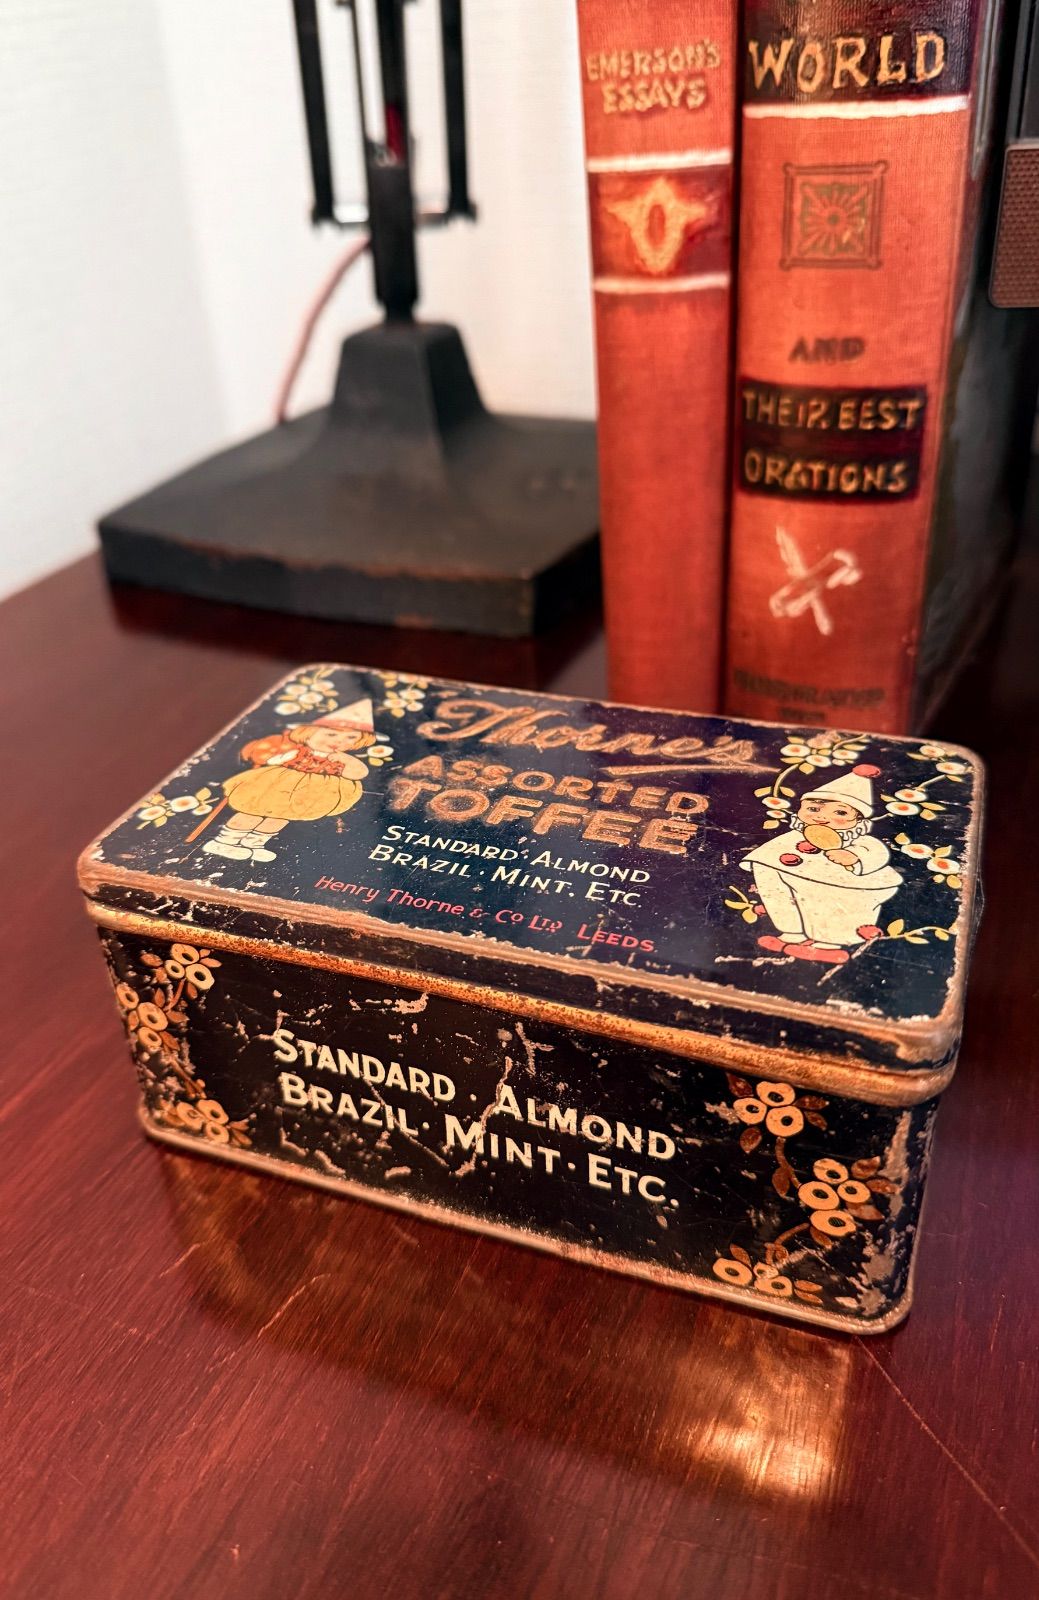 EMERSON'S
ESSAYS
WORLD
AND
THEIR BEST
ORATIONS
Thorne's
ASSORTED
TOFFEE
STANDARD · ALMOND
BRAZIL · MINT. ETC
Henry Thorne & Co LTD LEEDS.
STANDARD · ALMOND
BRAZIL · MINT · ETC.